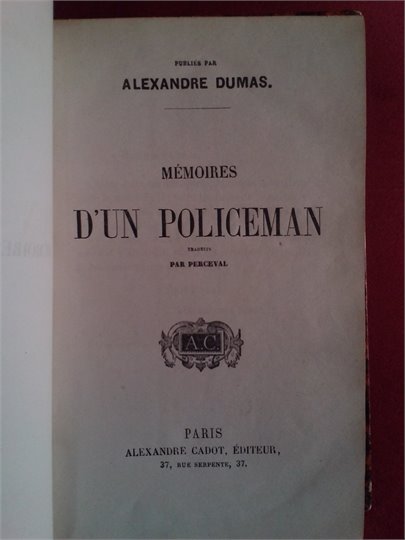 PUBLIÉS PAR
ALEXANDRE DUMAS.
MÉMOIRES
D'UN POLICEMAN
TRADUITS
PAR PERCEVAL
A.C.
PARIS
ALEXANDRE CADOT, ÉDITEUR,
37, RUE SERPENTE, 37.